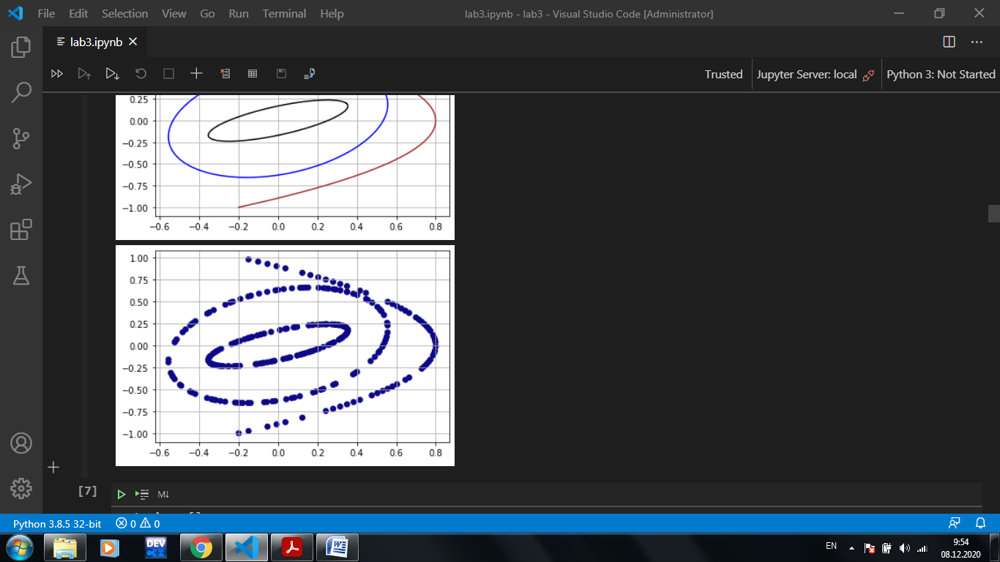 File Edit Selection View Go Run Terminal Help lab3.ipynb - lab3 - Visual Studio Code [Administrator]
lab3.ipynb
Trusted Jupyter Server: local Python 3: Not Started
0.25
0.00
−0.25
−0.50
−0.75
−1.00
−0.6 −0.4 −0.2 0.0 0.2 0.4 0.6 0.8
1.00
0.75
0.50
0.25
0.00
−0.25
−0.50
−0.75
−1.00
−0.6 −0.4 −0.2 0.0 0.2 0.4 0.6 0.8
[7] M↓
Python 3.8.5 32-bit 0 0
DEV C++ EN 9:54
08.12.2020